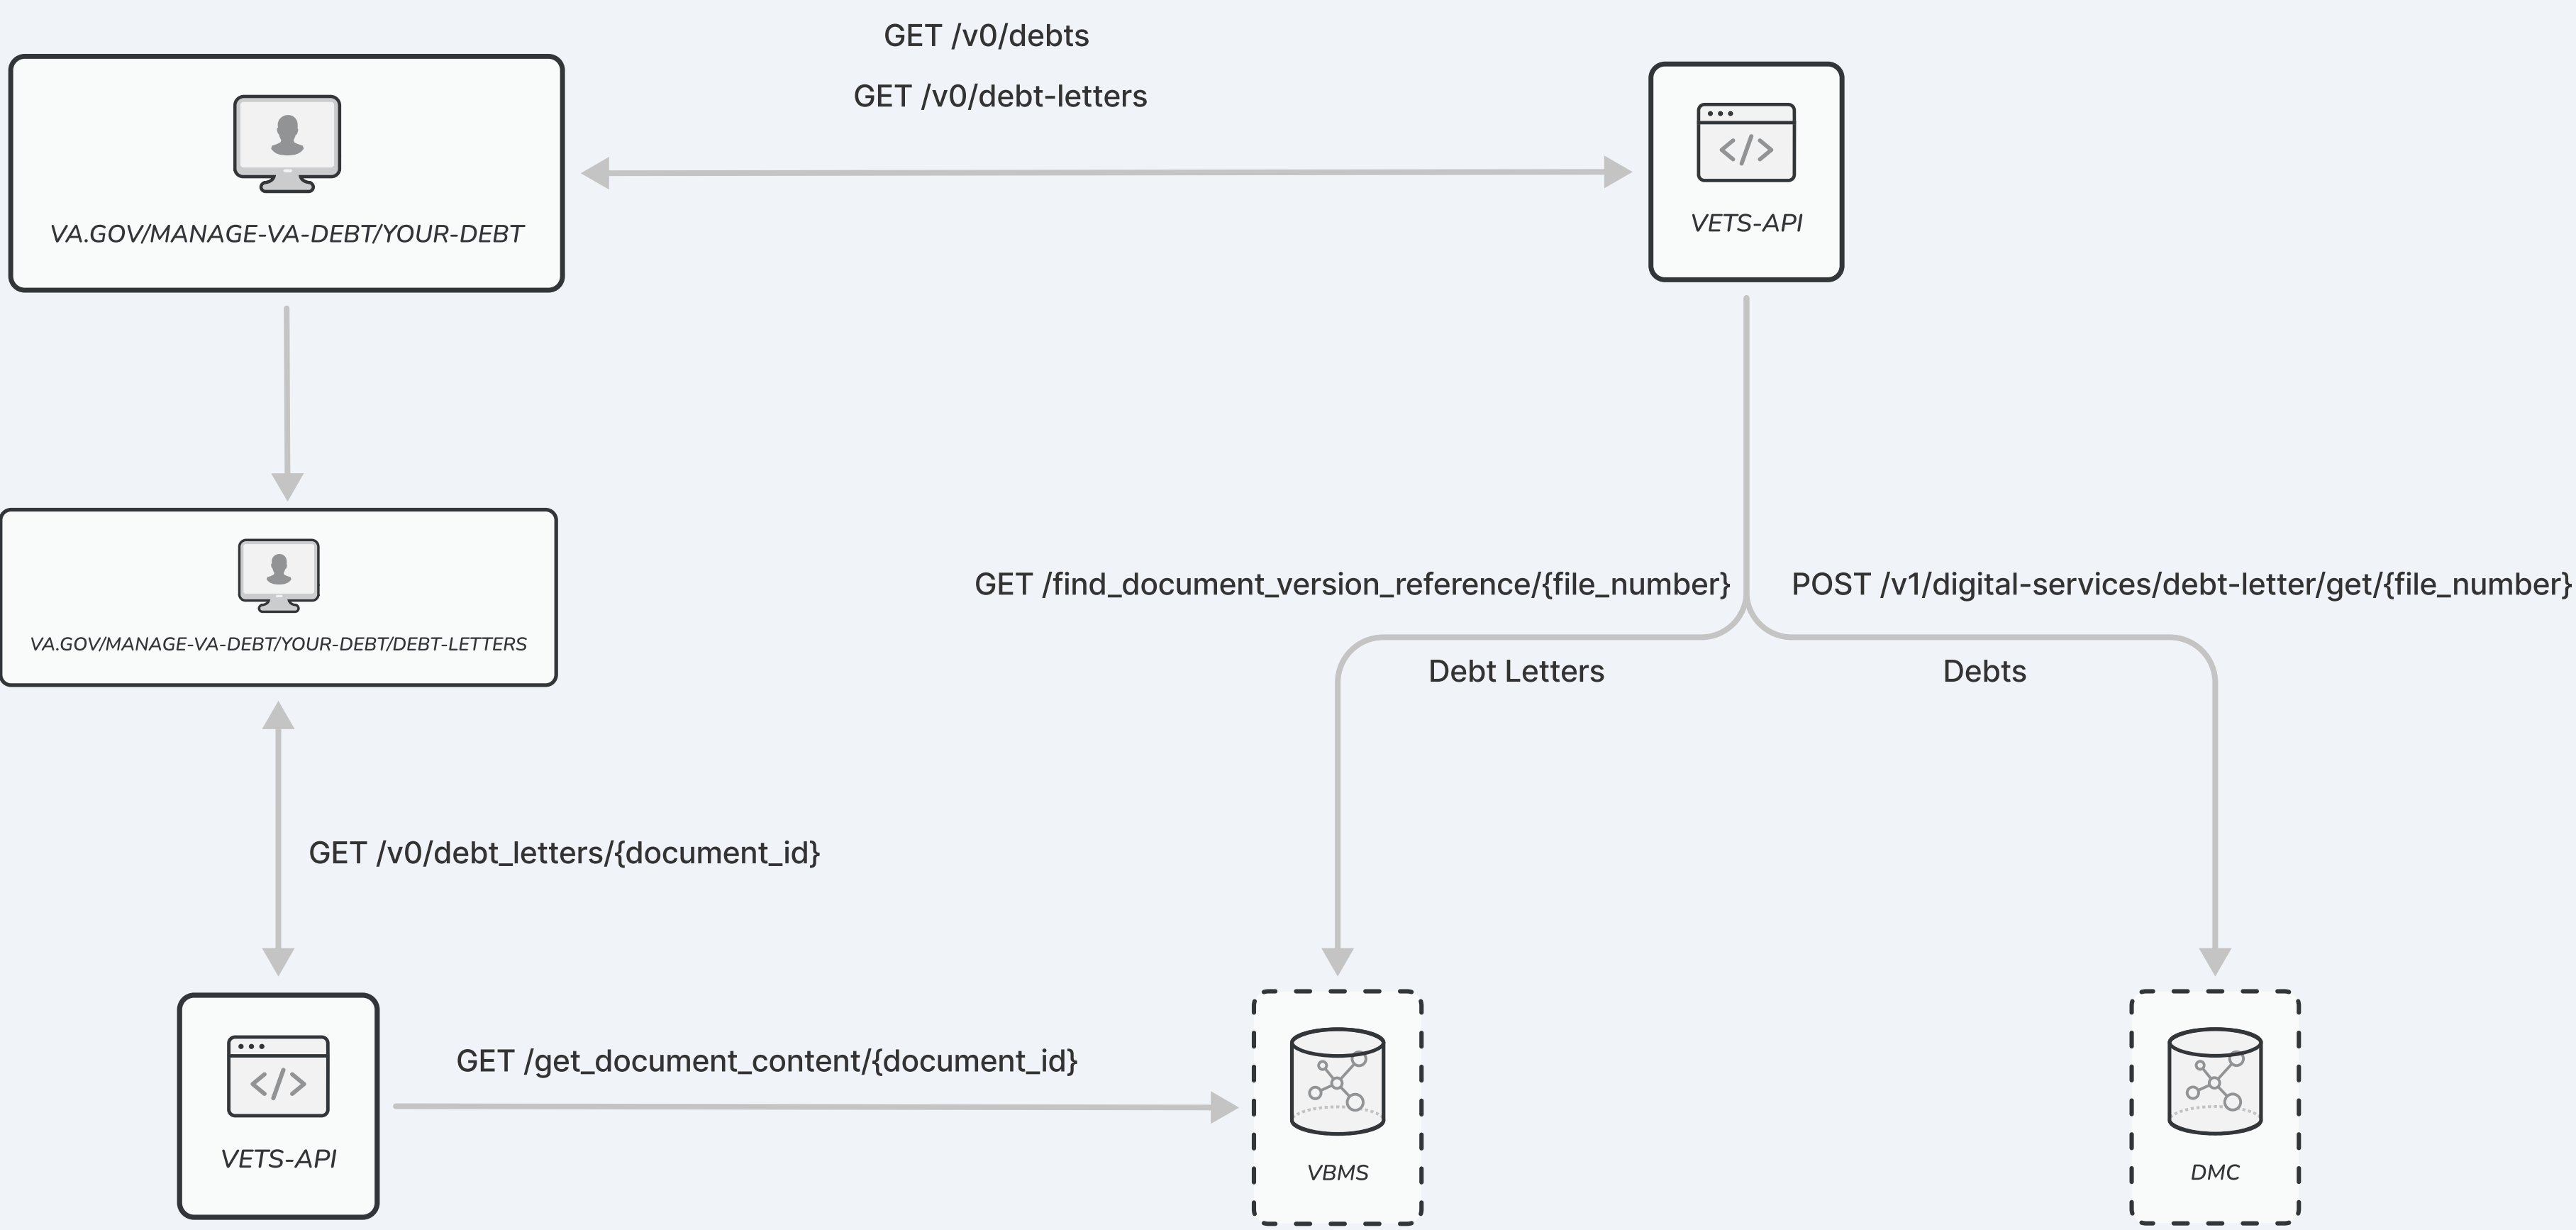 GET /v0/debts
GET /v0/debt-letters
VA.GOV/MANAGE-VA-DEBT/YOUR-DEBT
VETS-API
GET /find_document_version_reference/{file_number}
POST /v1/digital-services/debt-letter/get/{file_number}
VA.GOV/MANAGE-VA-DEBT/YOUR-DEBT/DEBT-LETTERS
Debt Letters
Debts
GET /v0/debt_letters/{document_id}
GET /get_document_content/{document_id}
VETS-API
VBMS
DMC